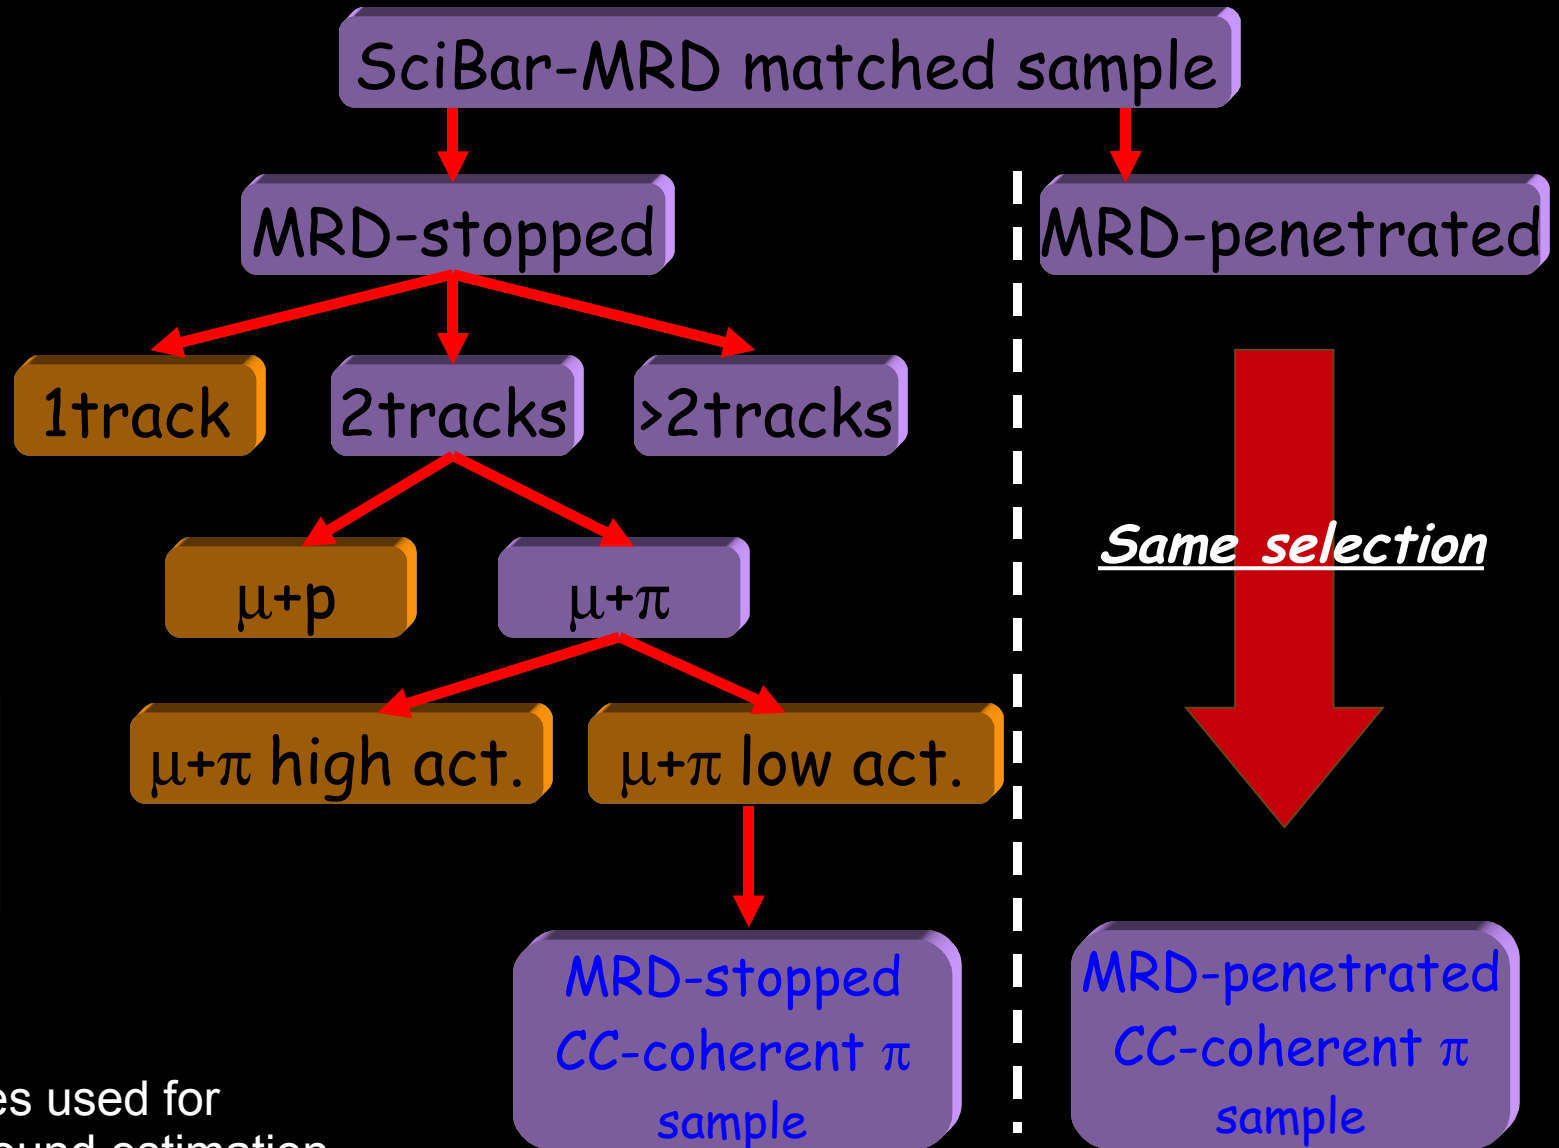 SciBar-MRD matched sample
MRD-stopped
MRD-penetrated
1track
2tracks
>2tracks
Same selection
μ+p
μ+π
μ+π high act.
μ+π low act.
MRD-stopped
CC-coherent π
sample
MRD-penetrated
CC-coherent π
sample
used for
estimation